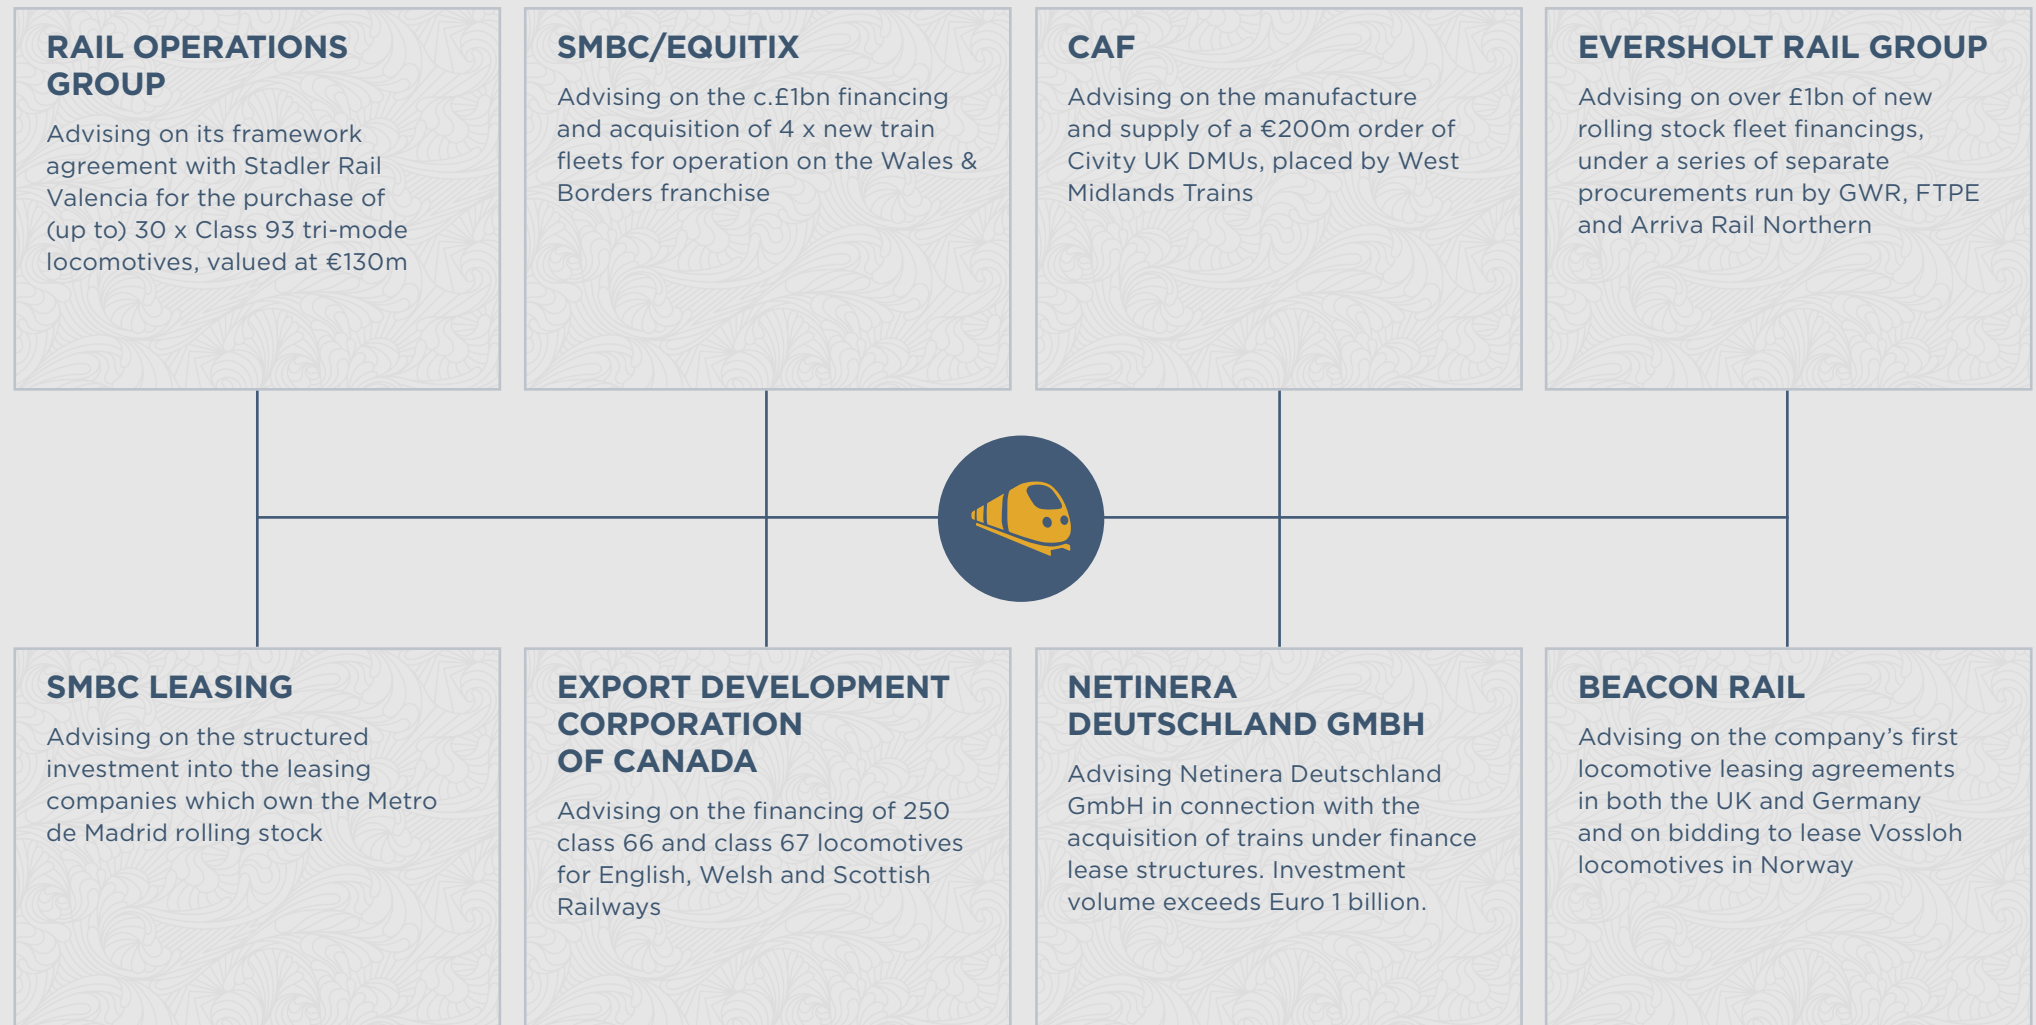 RAIL OPERATIONS
GROUP
Advising on its framework
agreement with Stadler Rail
Valencia for the purchase of
(up to) 30 x Class 93 tri-mode
locomotives, valued at €130m
SMBC/EQUITIX
Advising on the c.£1bn financing
and acquisition of 4 x new train
fleets for operation on the Wales &
Borders franchise
CAF
Advising on the manufacture
and supply of a €200m order of
Civity UK DMUs, placed by West
Midlands Trains
EVERSHOLT RAIL GROUP
Advising on over £1bn of new
rolling stock fleet financings,
under a series of separate
procurements run by GWR, FTPE
and Arriva Rail Northern
SMBC LEASING
Advising on the structured
investment into the leasing
companies which own the Metro
de Madrid rolling stock
EXPORT DEVELOPMENT
CORPORATION
OF CANADA
Advising on the financing of 250
class 66 and class 67 locomotives
for English, Welsh and Scottish
Railways
NETINERA
DEUTSCHLAND GMBH
Advising Netinera Deutschland
GmbH in connection with the
acquisition of trains under finance
lease structures. Investment
volume exceeds Euro 1 billion.
BEACON RAIL
Advising on the company’s first
locomotive leasing agreements
in both the UK and Germany
and on bidding to lease Vossloh
locomotives in Norway